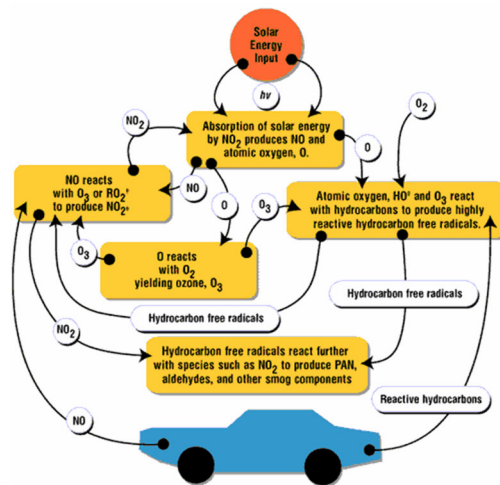 Solar
Energy
Input
hv
NO₂
O₂
Absorption of solar energy
by NO₂ produces NO and
atomic oxygen, O.
O
NO
O
NO reacts
with O₃ or RO₂•
to produce NO₂.
O₃
Atomic oxygen, HO• and O₃ react
with hydrocarbons to produce highly
reactive hydrocarbon free radicals.
O₃
O reacts
with O₂
yielding ozone, O₃
Hydrocarbon free radicals
Hydrocarbon free radicals
NO₂
Hydrocarbon free radicals react further
with species such as NO₂ to produce PAN,
aldehydes, and other smog components
Reactive hydrocarbons
NO